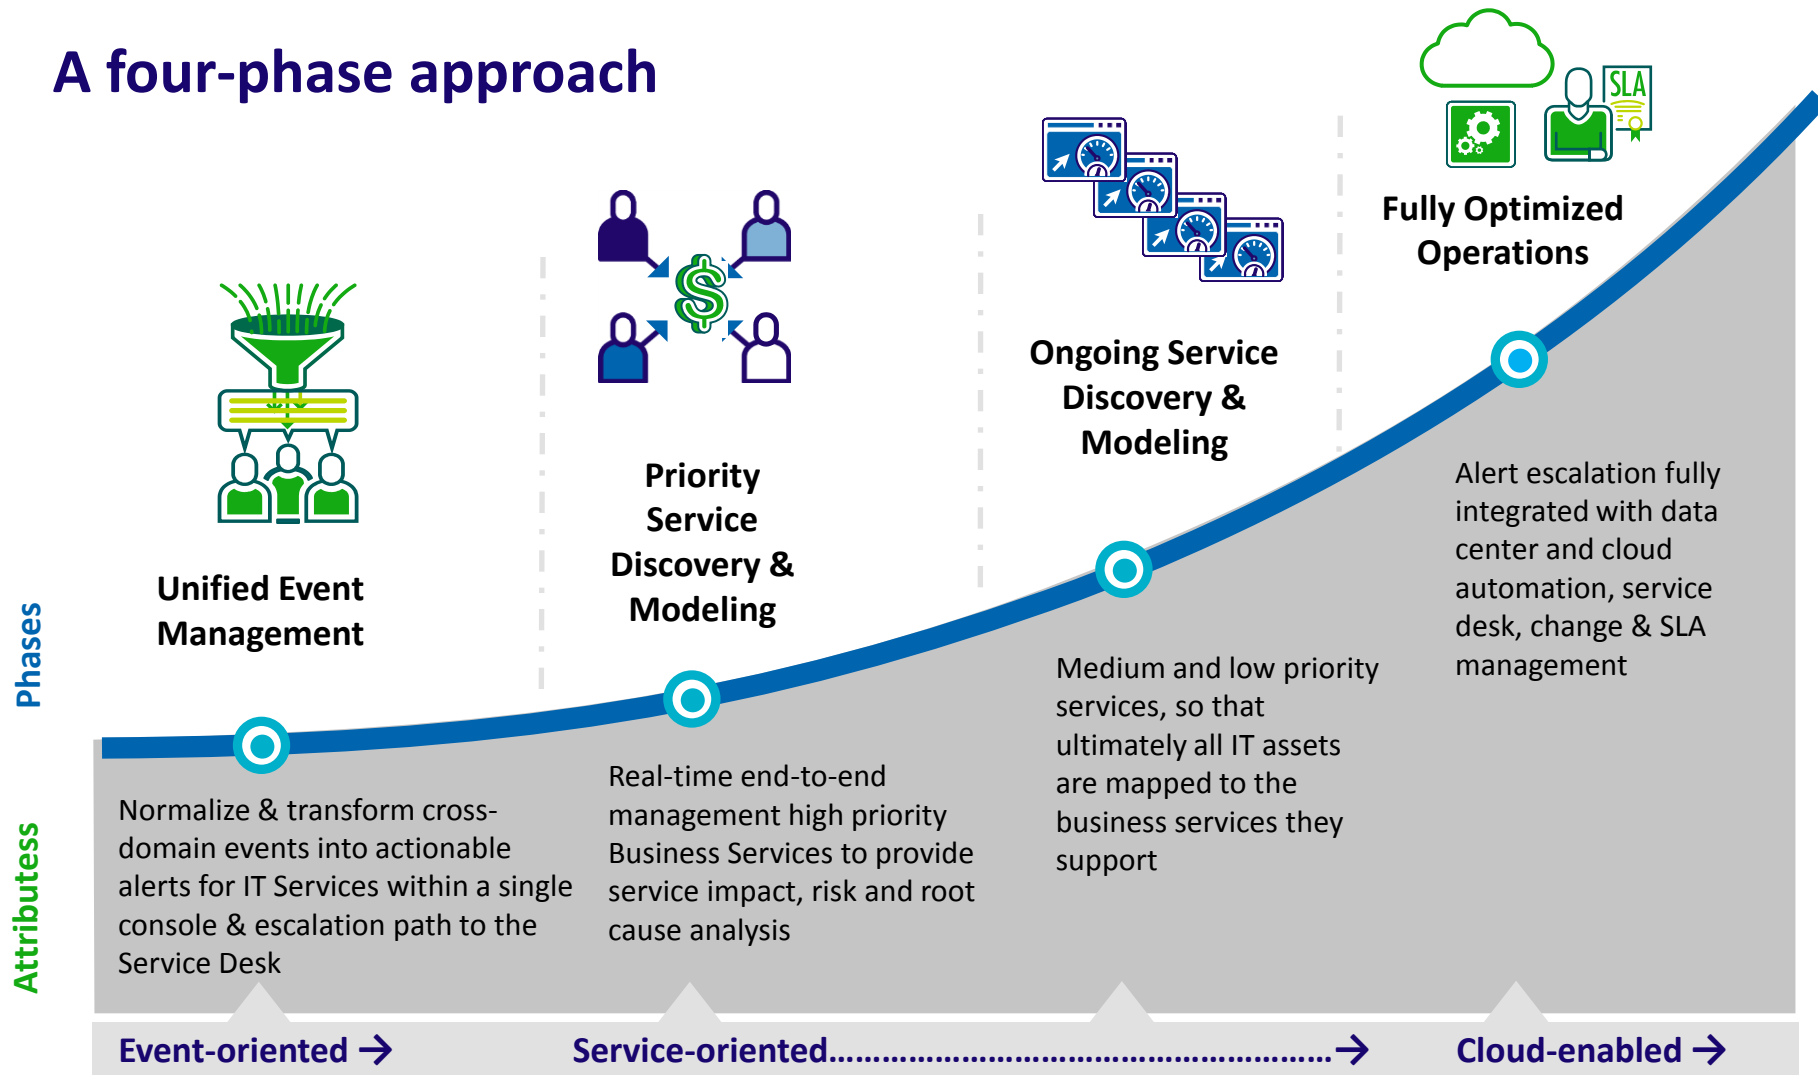 A four-phase approach
SLA
Unified Event
Management
Priority
Service
Discovery &
Modeling
Ongoing Service
Discovery &
Modeling
Fully Optimized
Operations
Phases
Attributess
Normalize & transform cross-
domain events into actionable
alerts for IT Services within a single
console & escalation path to the
Service Desk
Real-time end-to-end
management high priority
Business Services to provide
service impact, risk and root
cause analysis
Medium and low priority
services, so that
ultimately all IT assets
are mapped to the
business services they
support
Alert escalation fully
integrated with data
center and cloud
automation, service
desk, change & SLA
management
Event-oriented →
Service-oriented……………………………………………………→
Cloud-enabled →